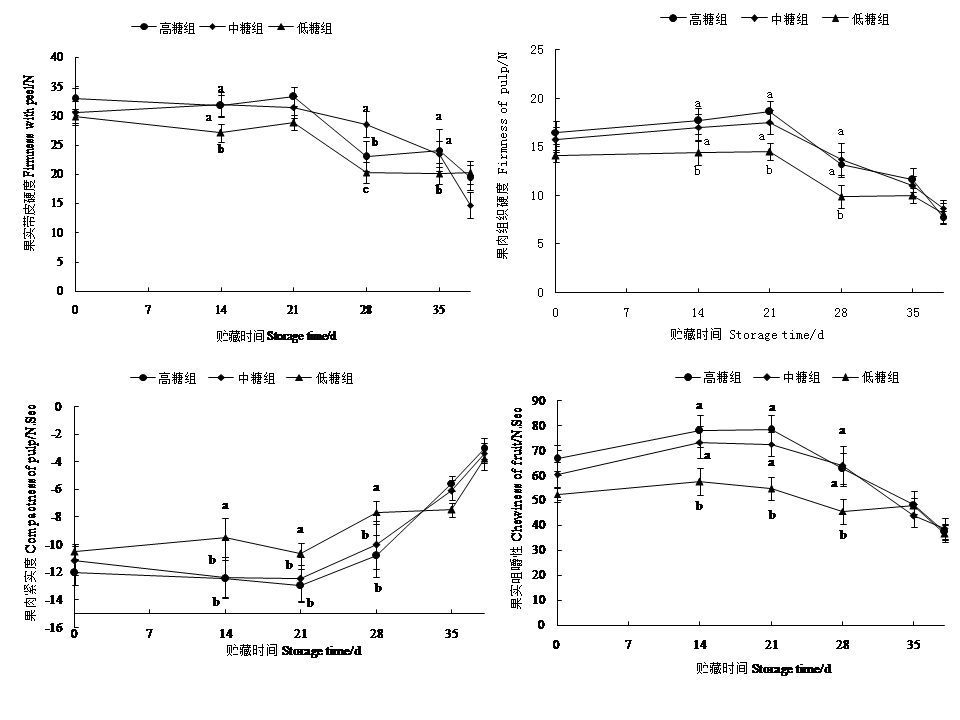 高糖组 中糖组 低糖组
果实带皮硬度 Firmness with peel/N
40
35
30
25
20
15
10
5
0
a
a
b
a
b
c
a
a
b
0 7 14 21 28 35
贮藏时间 Storage time/d
高糖组 中糖组 低糖组
果肉组织硬度 Firmness of pulp/N
25
20
15
10
5
0
a
a
b
a
a
b
a
a
b
0 7 14 21 28 35
贮藏时间 Storage time/d
高糖组 中糖组 低糖组
果肉紧实度 Compactness of pulp/N.Sec
0
-2
-4
-6
-8
-10
-12
-14
-16
a
b
b
a
b
b
a
b
b
0 7 14 21 28 35
贮藏时间 Storage time/d
高糖组 中糖组 低糖组
果实咀嚼性 Chewiness of fruit/N.Sec
90
80
70
60
50
40
30
20
10
0
a
a
b
a
a
b
a
a
b
0 7 14 21 28 35
贮藏时间 Storage time/d